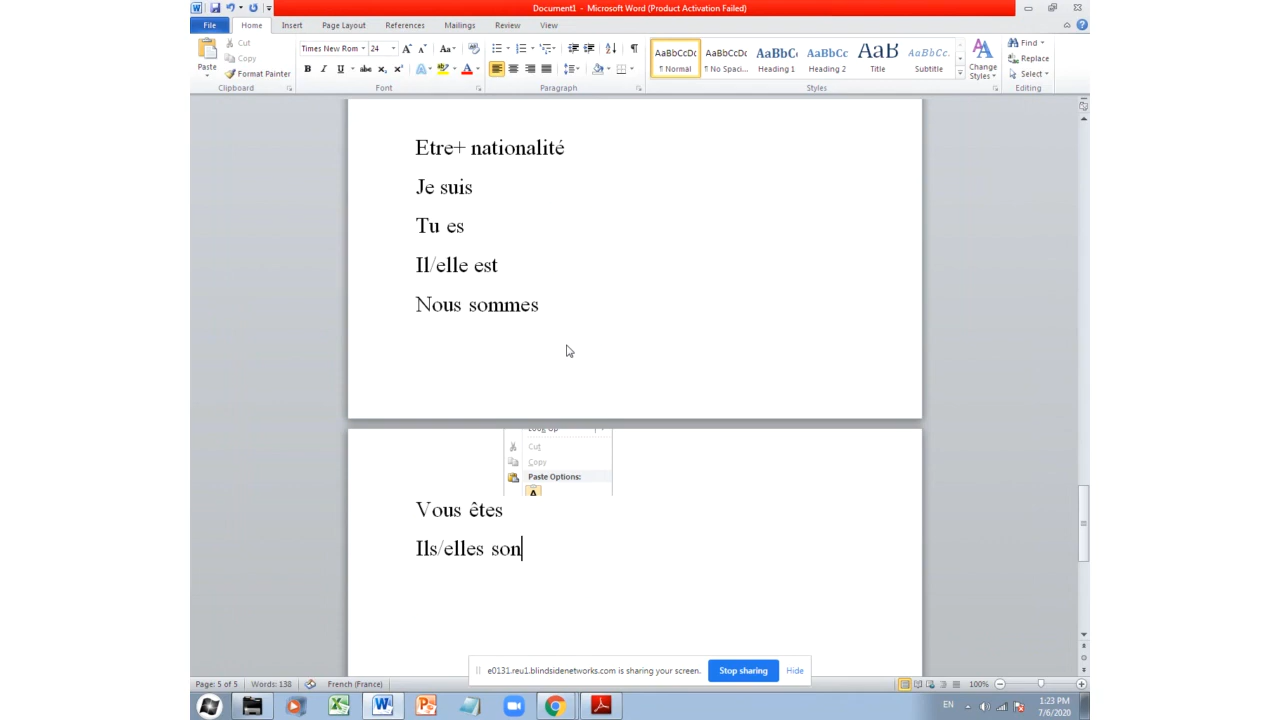 Document1 - Microsoft Word (Product Activation Failed)
File Home Insert Page Layout References Mailings Review View
Paste Cut Copy Format Painter
Times New Rom 24
AaBbCcDc AaBbCcDc AaBbCc AaBbCc AaB AaBbCc.
¶ Normal ¶ No Spaci... Heading 1 Heading 2 Title Subtitle
Change Styles
Find Replace Select
Clipboard Font Paragraph Styles Editing
Etre+ nationalité
Je suis
Tu es
Il/elle est
Nous sommes
Cut
Copy
Paste Options:
A
Vous êtes
Ils/elles son
e0131.reu1.blindsidenetworks.com is sharing your screen. Stop sharing Hide
Page: 5 of 5 Words: 138 French (France) 100%
EN 1:23 PM
7/6/2020